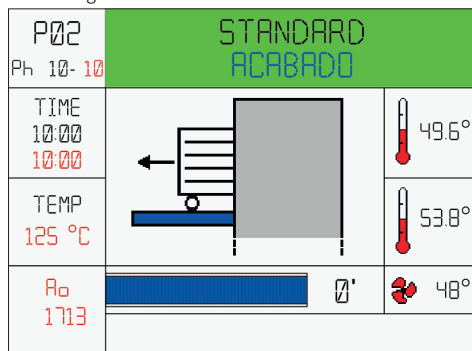 P02
Ph 10-10
STANDARD
ACABADO
TIME
10:00
10:00
TEMP
125 °C
Ao
1713
49.6°
53.8°
0'
48°